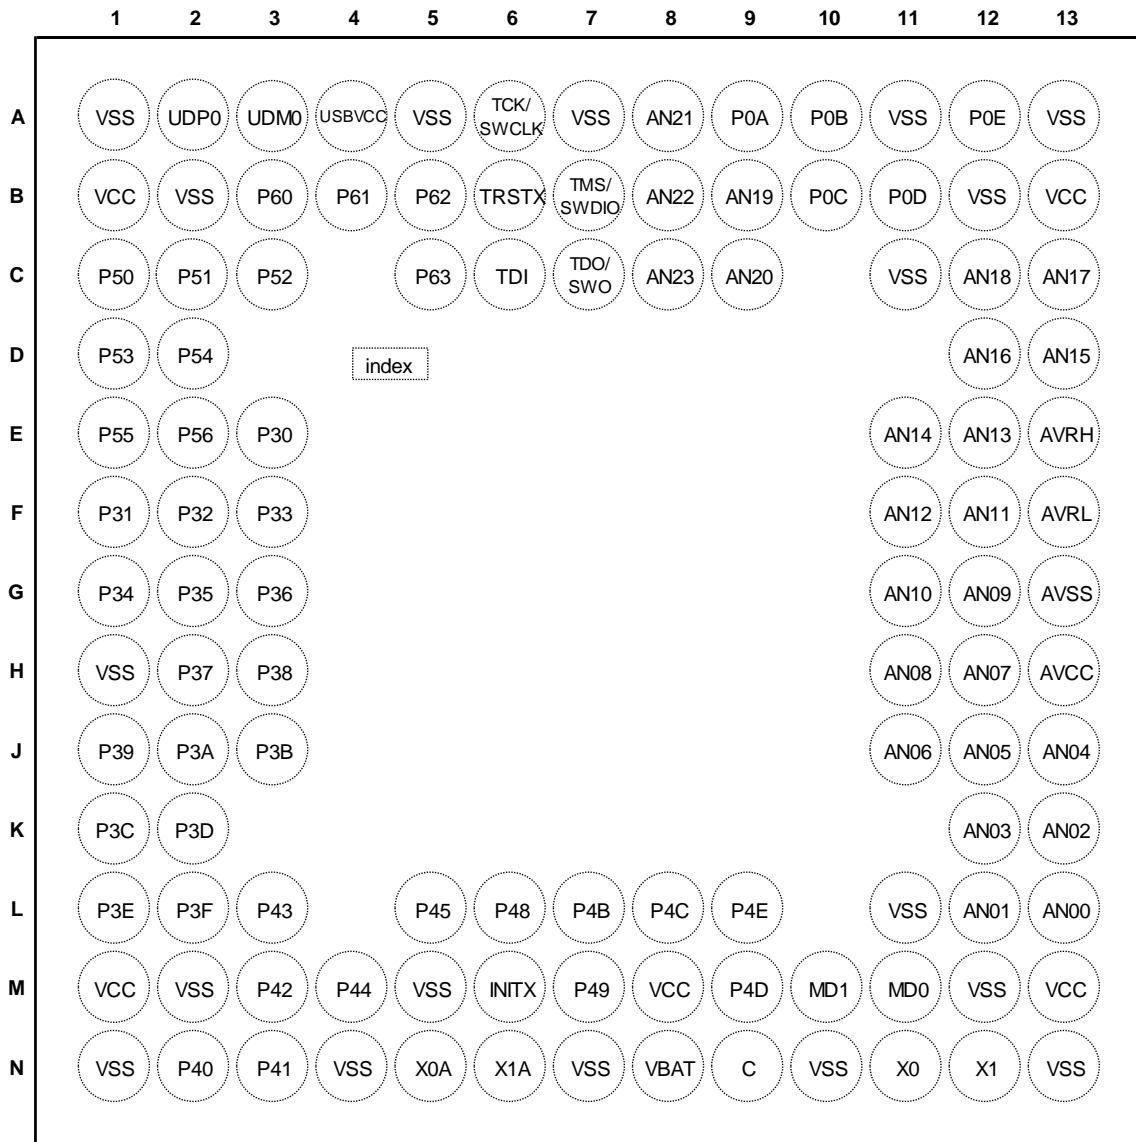 1 2 3 4 5 6 7 8 9 10 11 12 13
A VSS UDP0 UDM0 USBVCC VSS TCK/ SWCLK VSS AN21 P0A P0B VSS P0E VSS
B VCC VSS P60 P61 P62 TRSTX TMS/ SWDIO AN22 AN19 P0C P0D VSS VCC
C P50 P51 P52 P63 TDI TDO/ SWO AN23 AN20 VSS AN18 AN17
D P53 P54 index AN16 AN15
E P55 P56 P30 AN14 AN13 AVRH
F P31 P32 P33 AN12 AN11 AVRL
G P34 P35 P36 AN10 AN09 AVSS
H VSS P37 P38 AN08 AN07 AVCC
J P39 P3A P3B AN06 AN05 AN04
K P3C P3D AN03 AN02
L P3E P3F P43 P45 P48 P4B P4C P4E VSS AN01 AN00
M VCC VSS P42 P44 VSS INITX P49 VCC P4D MD1 MD0 VSS VCC
N VSS P40 P41 VSS X0A X1A VSS VBAT C VSS X0 X1 VSS